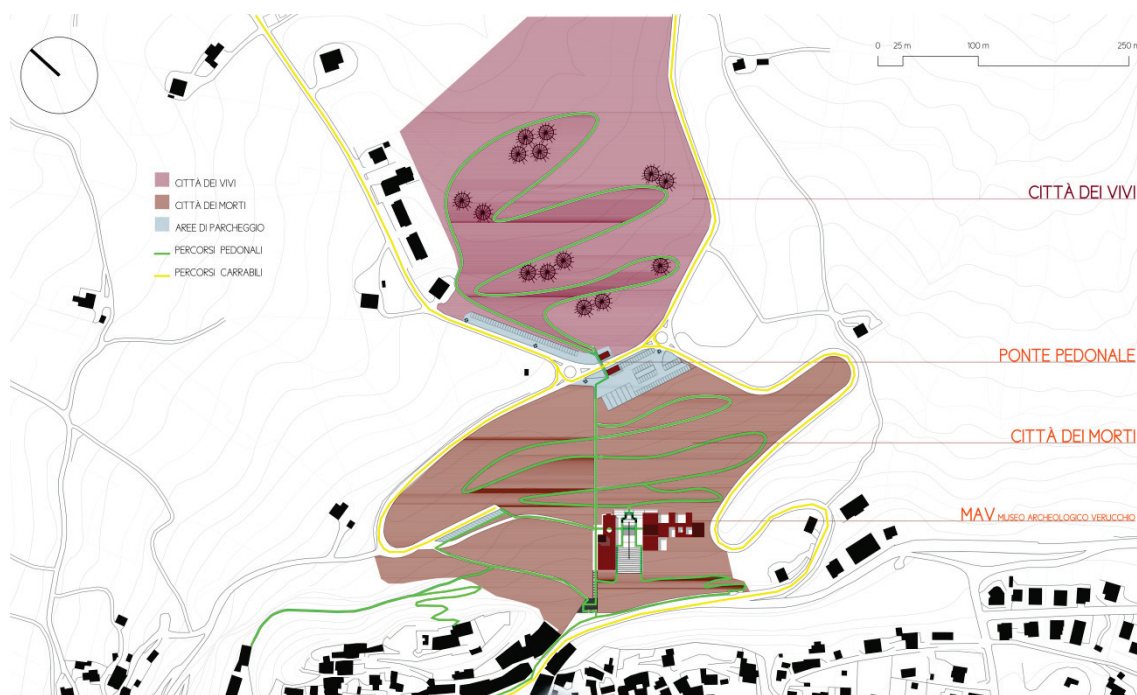 0 25 m 100 m 250 m
CITTÀ DEI VIVI
CITTÀ DEI MORTI
AREE DI PARCHEGGIO
PERCORSI PEDONALI
PERCORSI CARRABILI
CITTÀ DEI VIVI
PONTE PEDONALE
CITTÀ DEI MORTI
MAV MUSEO ARCHEOLOGICO VERUCCHIO